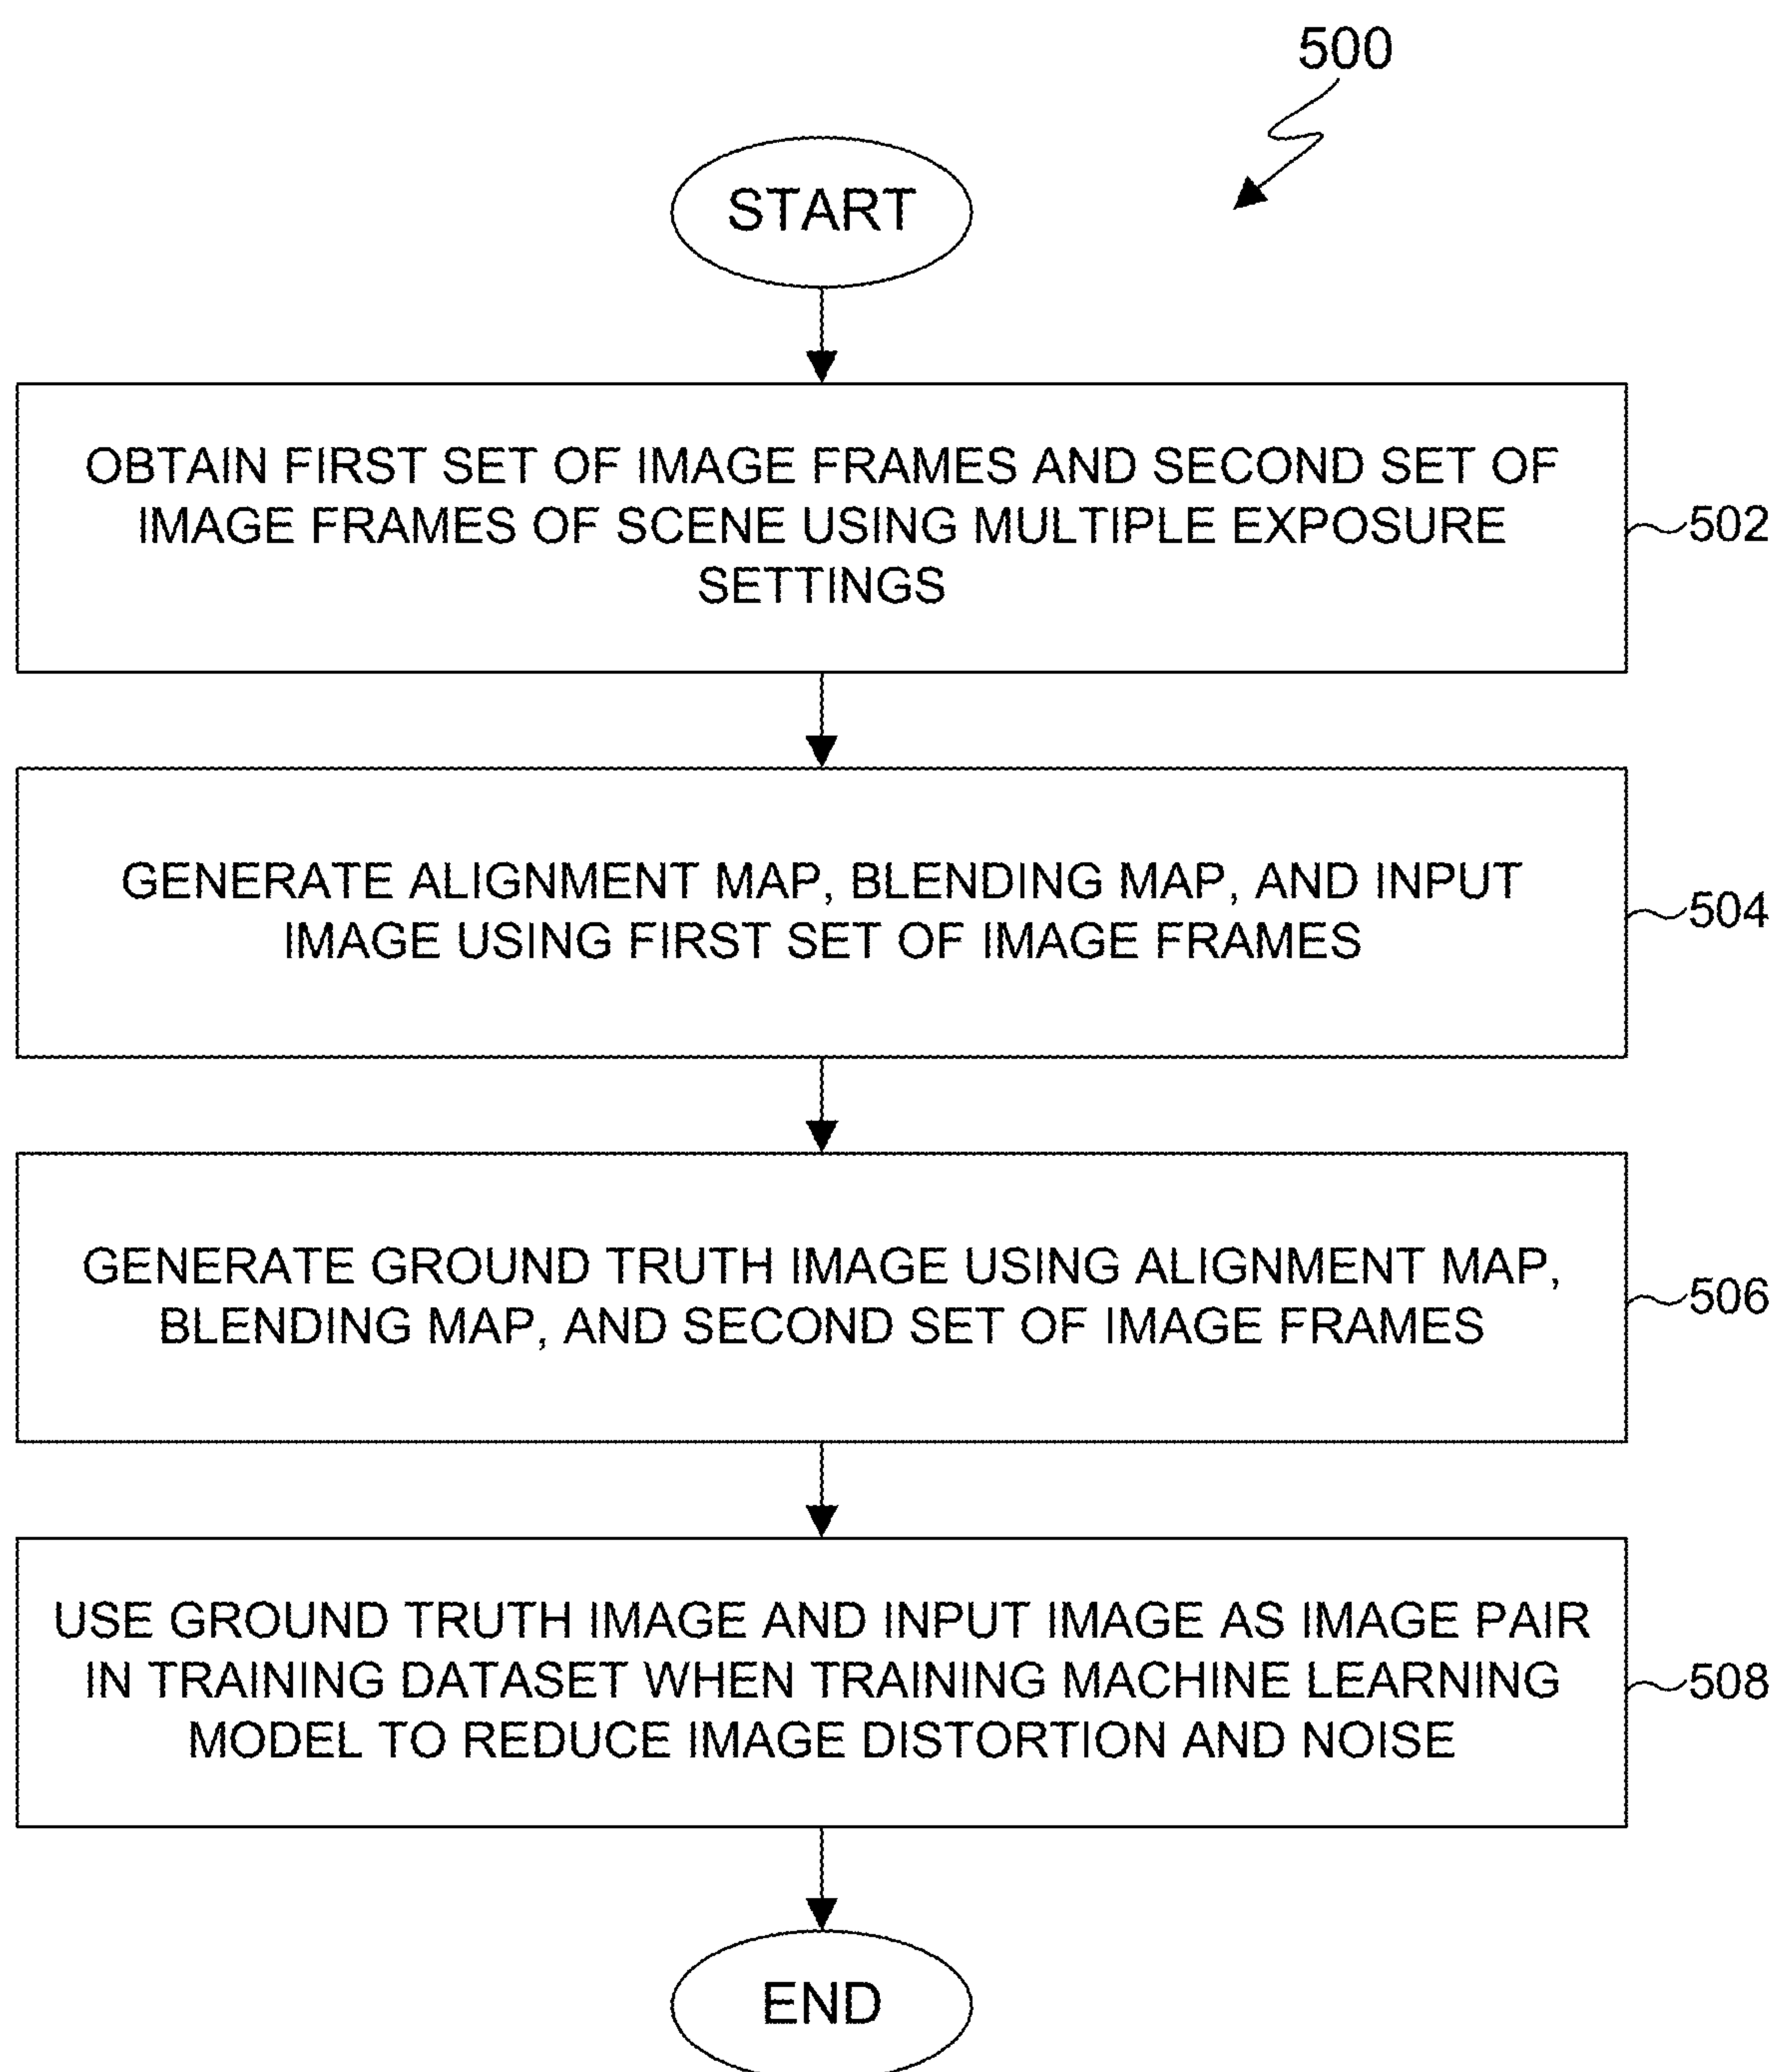 500
START
OBTAIN FIRST SET OF IMAGE FRAMES AND SECOND SET OF
IMAGE FRAMES OF SCENE USING MULTIPLE EXPOSURE
SETTINGS
502
GENERATE ALIGNMENT MAP, BLENDING MAP, AND INPUT
IMAGE USING FIRST SET OF IMAGE FRAMES
504
GENERATE GROUND TRUTH IMAGE USING ALIGNMENT MAP,
BLENDING MAP, AND SECOND SET OF IMAGE FRAMES
506
USE GROUND TRUTH IMAGE AND INPUT IMAGE AS IMAGE PAIR
IN TRAINING DATASET WHEN TRAINING MACHINE LEARNING
MODEL TO REDUCE IMAGE DISTORTION AND NOISE
508
END